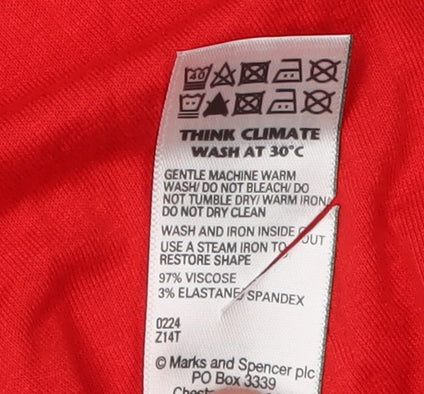 THINK CLIMATE
WASH AT 30°C
GENTLE MACHINE WARM
WASH/ DO NOT BLEACH/ DO
NOT TUMBLE DRY/ WARM IRON/
DO NOT DRY CLEAN
WASH AND IRON INSIDE OUT
USE A STEAM IRON TO
RESTORE SHAPE
97% VISCOSE
3% ELASTANE/ SPANDEX
0224
Z14T
© Marks and Spencer plc
PO Box 3339